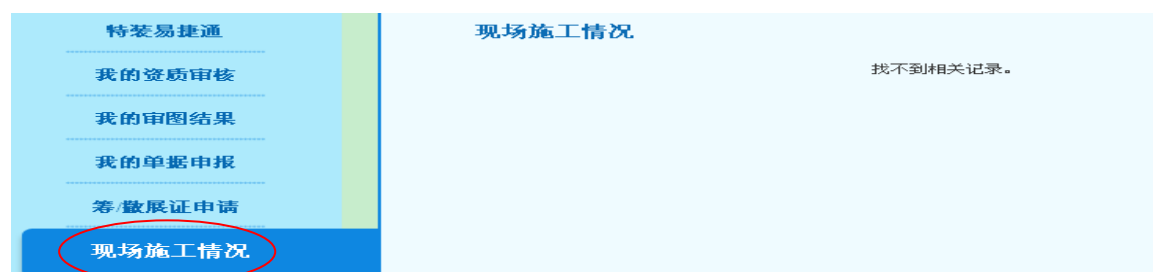 特装易捷通
我的资质审核
我的审图结果
我的单据申报
筹/撤展证申请
现场施工情况
现场施工情况
找不到相关记录。